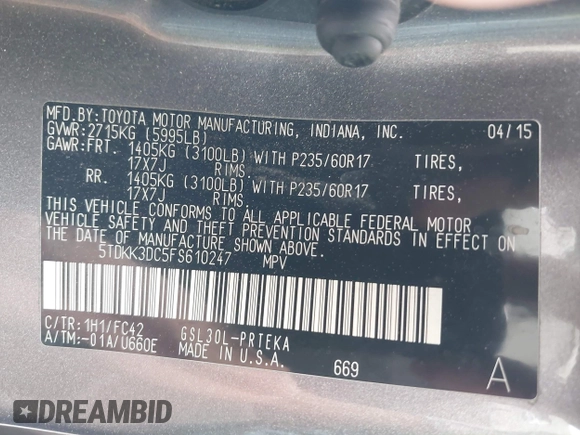 MFD.BY:TOYOTA MOTOR MANUFACTURING, INDIANA, INC. 04/15
GVWR:2715KG (5995LB)
GAWR:FRT. 1405KG (3100LB) WITH P235/60R17 TIRES,
17X7J RIMS.
RR. 1405KG (3100LB) WITH P235/60R17 TIRES,
17X7J RIMS.
THIS VEHICLE CONFORMS TO ALL APPLICABLE FEDERAL MOTOR
VEHICLE SAFETY AND THEFT PREVENTION STANDARDS IN EFFECT ON
THE DATE OF MANUFACTURE SHOWN ABOVE.
5TDKK3DC5FS610247 MPV
C/TR:1H1/FC42 GSL30L-PRTEKA
A/TM:-01A/U660E MADE IN U.S.A. 669 A
DREAMBID